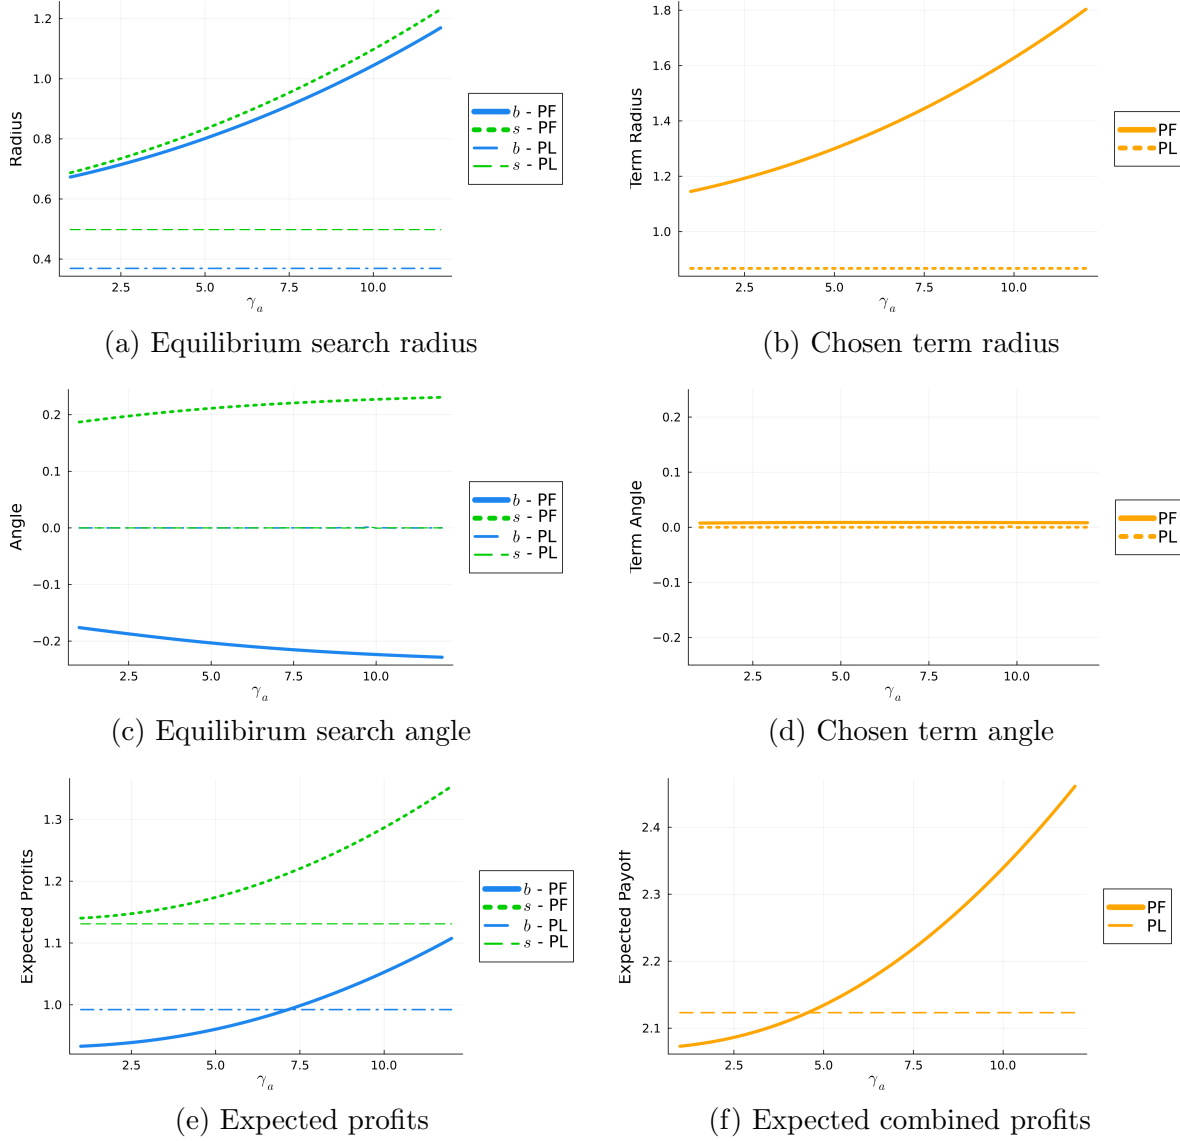 1.2
1.0
0.8
0.6
0.4
Radius
2.5 5.0 7.5 10.0
γa
b - PF
s - PF
b - PL
s - PL
(a) Equilibrium search radius
1.8
1.6
1.4
1.2
1.0
Term Radius
2.5 5.0 7.5 10.0
γa
PF
PL
(b) Chosen term radius
0.2
0.1
0.0
−0.1
−0.2
Angle
2.5 5.0 7.5 10.0
γa
b - PF
s - PF
b - PL
s - PL
(c) Equilibirum search angle
0.2
0.1
0.0
−0.1
−0.2
Term Angle
2.5 5.0 7.5 10.0
γa
PF
PL
(d) Chosen term angle
1.3
1.2
1.1
1.0
Expected Profits
2.5 5.0 7.5 10.0
γa
b - PF
s - PF
b - PL
s - PL
(e) Expected profits
2.4
2.3
2.2
2.1
Expected Payoff
2.5 5.0 7.5 10.0
γa
PF
PL
(f) Expected combined profits